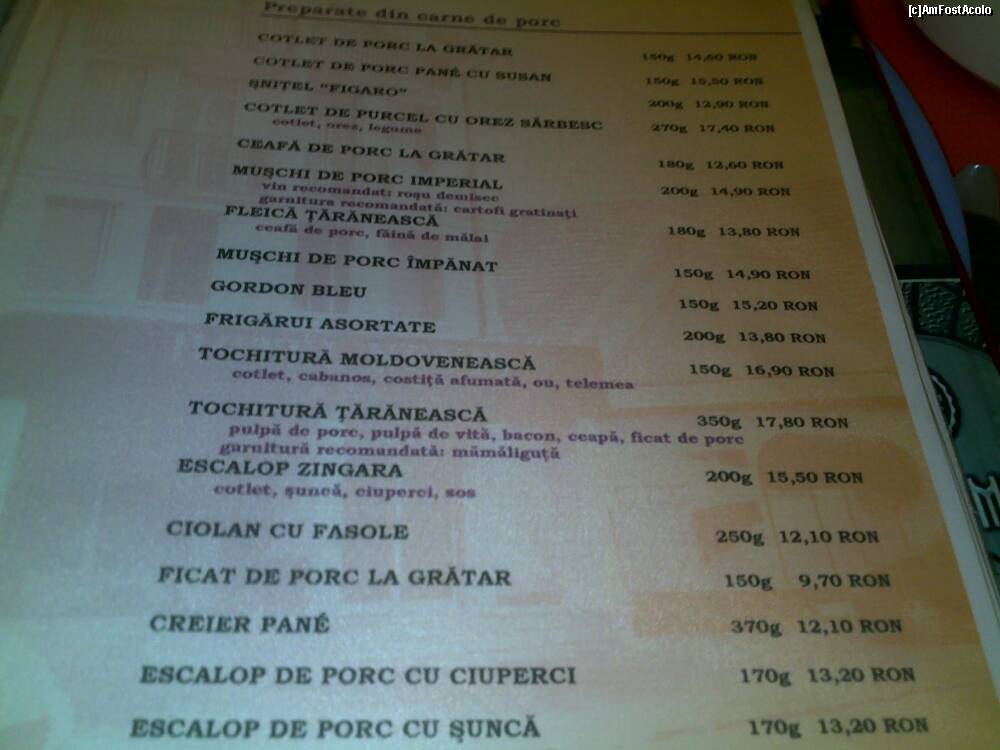 [c]AmFostAcolo
Preparate din carne de porc
COTLET DE PORC LA GRĂTAR 150g 14,60 RON
COTLET DE PORC PANÉ CU SUSAN 150g 15,50 RON
ŞNIŢEL "FIGARO" 200g 12,90 RON
COTLET DE PURCEL CU OREZ SÂRBESC 270g 17,40 RON
cotlet, orez, legume
CEAFĂ DE PORC LA GRĂTAR 180g 12,60 RON
MUŞCHI DE PORC IMPERIAL 200g 14,90 RON
vin recomandat: roşu demisec
garnitura recomandată: cartofi gratinaţi
FLEICĂ ŢĂRĂNEASCĂ 180g 13,80 RON
ceafă de porc, făină de mălai
MUŞCHI DE PORC ÎMPĂNAT 150g 14,90 RON
GORDON BLEU 150g 15,20 RON
FRIGĂRUI ASORTATE 200g 13,80 RON
TOCHITURĂ MOLDOVENEASCĂ 150g 16,90 RON
cotlet, cabanos, costiţă afumată, ou, telemea
TOCHITURĂ ŢĂRĂNEASCĂ 350g 17,80 RON
pulpă de porc, pulpă de vită, bacon, ceapă, ficat de porc
garnitură recomandată: mămăliguţă
ESCALOP ZINGARA 200g 15,50 RON
cotlet, şuncă, ciuperci, sos
CIOLAN CU FASOLE 250g 12,10 RON
FICAT DE PORC LA GRĂTAR 150g 9,70 RON
CREIER PANÉ 370g 12,10 RON
ESCALOP DE PORC CU CIUPERCI 170g 13,20 RON
ESCALOP DE PORC CU ŞUNCĂ 170g 13,20 RON